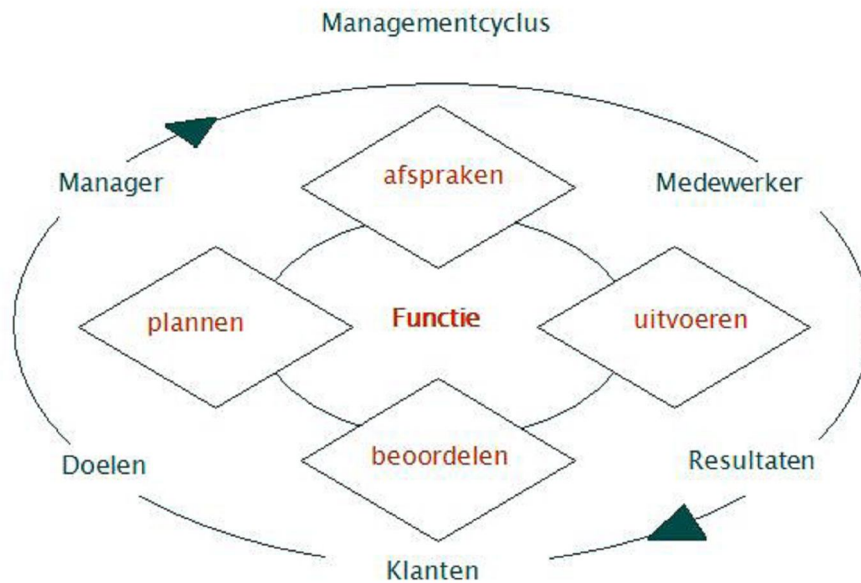 Managementcyclus
afspraken
Manager
Medewerker
plannen
Functie
uitvoeren
beoordelen
Doelen
Resultaten
Klanten